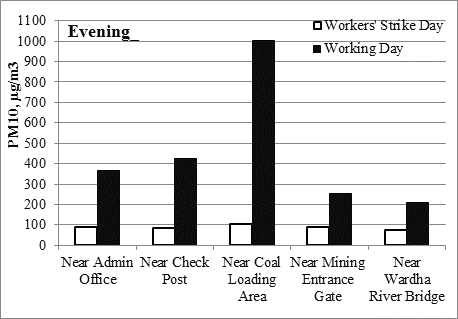 Evening_
Workers' Strike Day
Working Day
PM10, µg/m3
1100
1000
900
800
700
600
500
400
300
200
100
0
Near Admin
Office
Near Check
Post
Near Coal
Loading
Area
Near Mining
Entrance
Gate
Near
Wardha
River Bridge